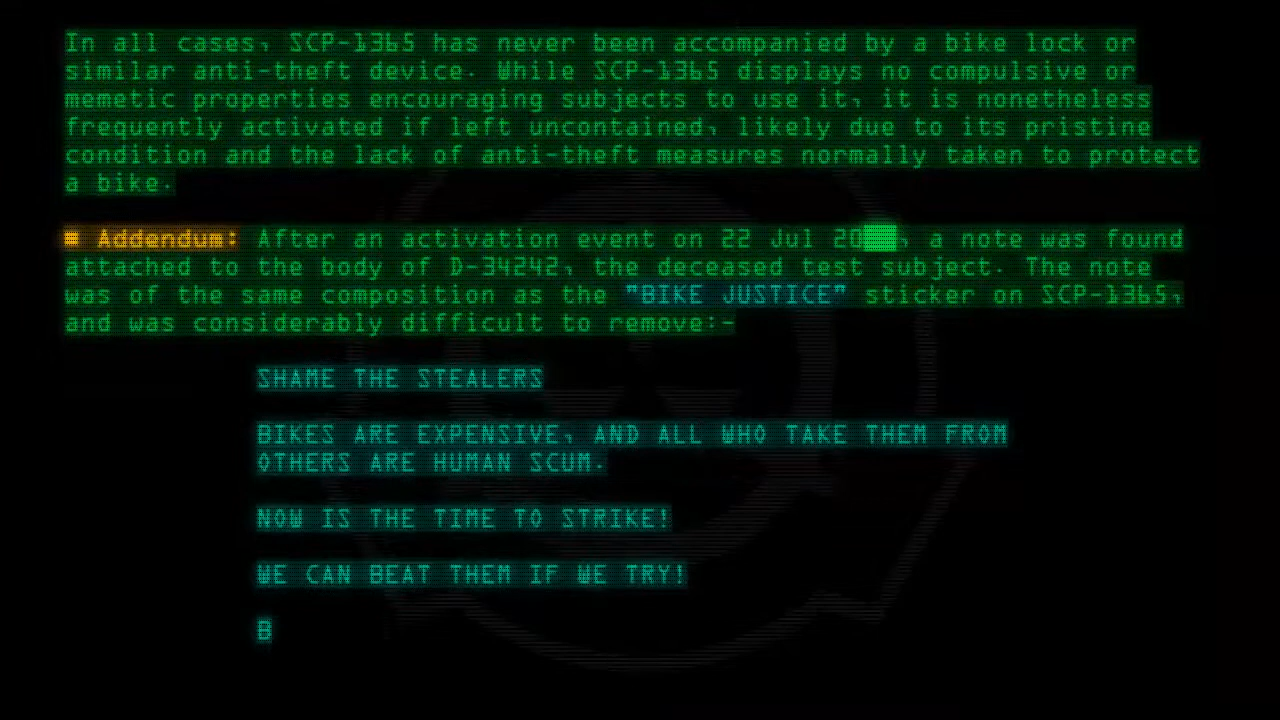 In all cases, SCP-1365 has never been accompanied by a bike lock or
similar anti-theft device. While SCP-1365 displays no compulsive or
memetic properties encouraging subjects to use it, it is nonetheless
frequently activated if left uncontained, likely due to its pristine
condition and the lack of anti-theft measures normally taken to protect
a bike.
■ Addendum: After an activation event on 22 Jul 20██, a note was found
attached to the body of D-34242, the deceased test subject. The note
was of the same composition as the "BIKE JUSTICE" sticker on SCP-1365,
and was considerably difficult to remove:-
SHAME THE STEALERS
BIKES ARE EXPENSIVE, AND ALL WHO TAKE THEM FROM
OTHERS ARE HUMAN SCUM.
NOW IS THE TIME TO STRIKE!
WE CAN BEAT THEM IF WE TRY!
B